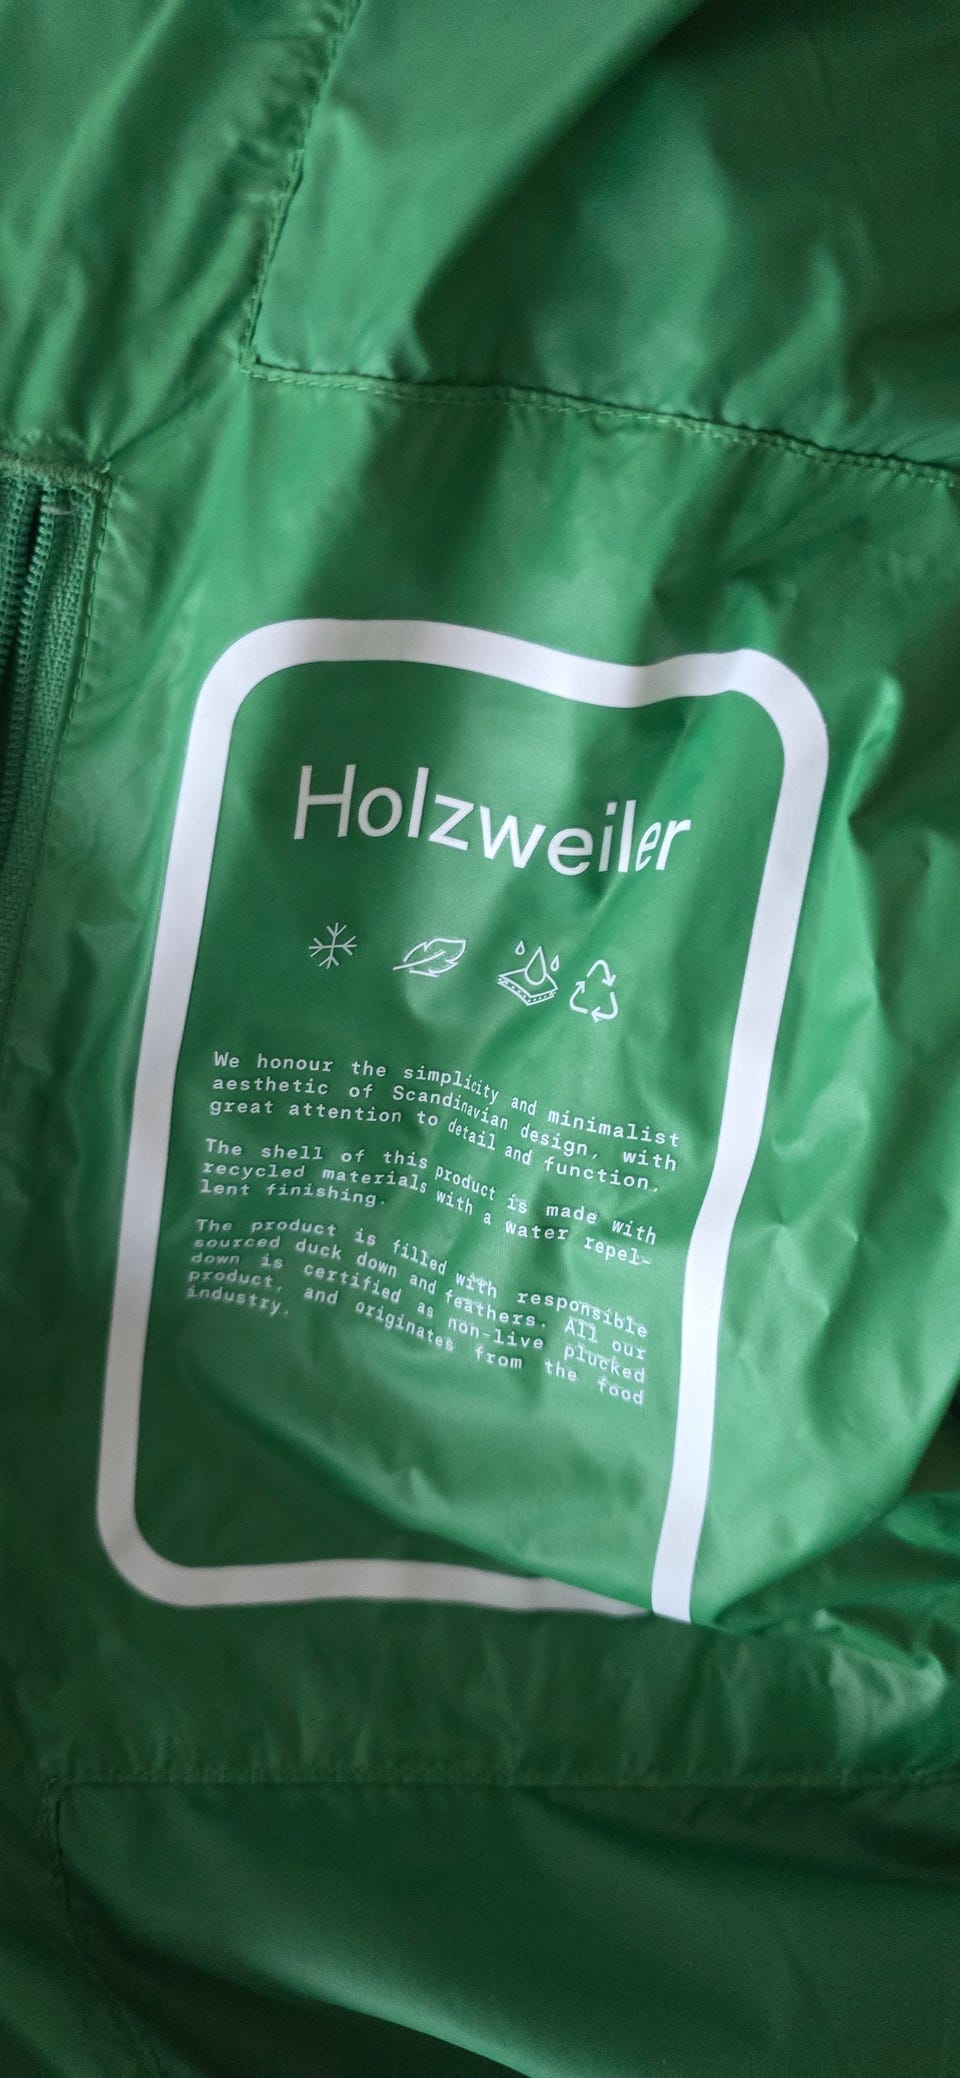 Holzweiler
We honour the simplicity and minimalist
aesthetic of Scandinavian design, with
great attention to detail and function.
The shell of this product is made with
recycled materials with a water repel-
lent finishing.
The product is filled with responsible
sourced duck down and feathers. All our
down is certified as non-live plucked
product, and originates from the food
industry.